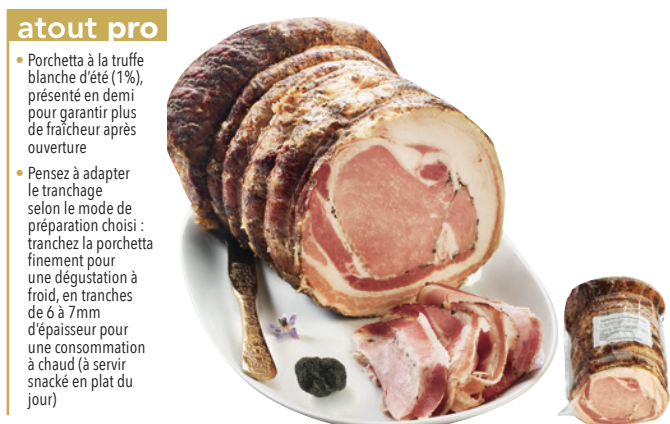 atout pro
• Porchetta à la truffe
blanche d'été (1%),
présenté en demi
pour garantir plus
de fraîcheur après
ouverture
• Pensez à adapter
le tranchage
selon le mode de
préparation choisi :
tranchez la porchetta
finement pour
une dégustation à
froid, en tranches
de 6 à 7mm
d'épaisseur pour
une consommation
à chaud (à servir
snacké en plat du
jour)